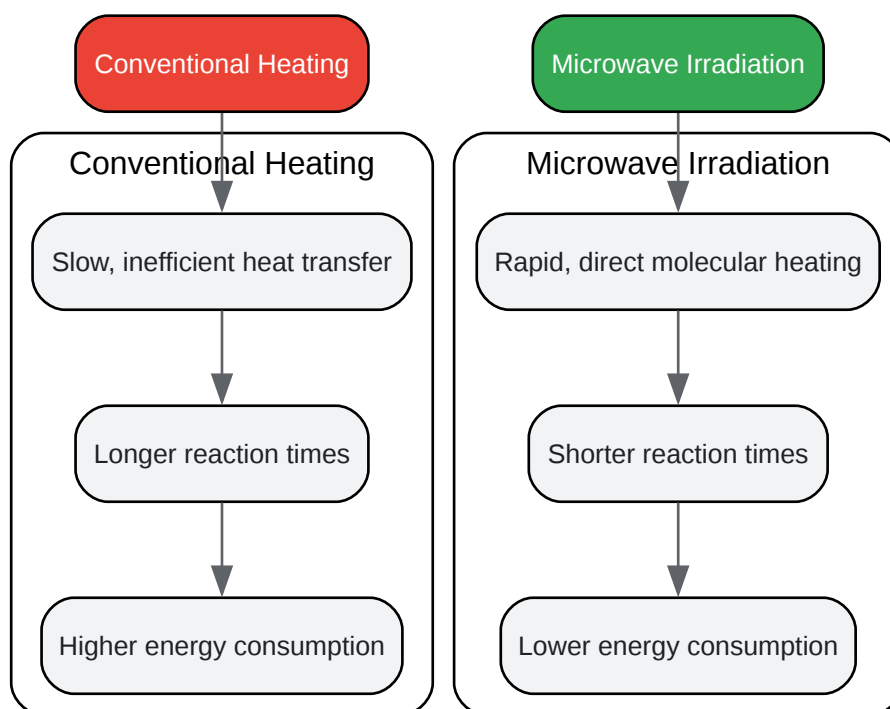 Conventional Heating
Conventional Heating
Slow, inefficient heat transfer
Longer reaction times
Higher energy consumption
Microwave Irradiation
Microwave Irradiation
Rapid, direct molecular heating
Shorter reaction times
Lower energy consumption